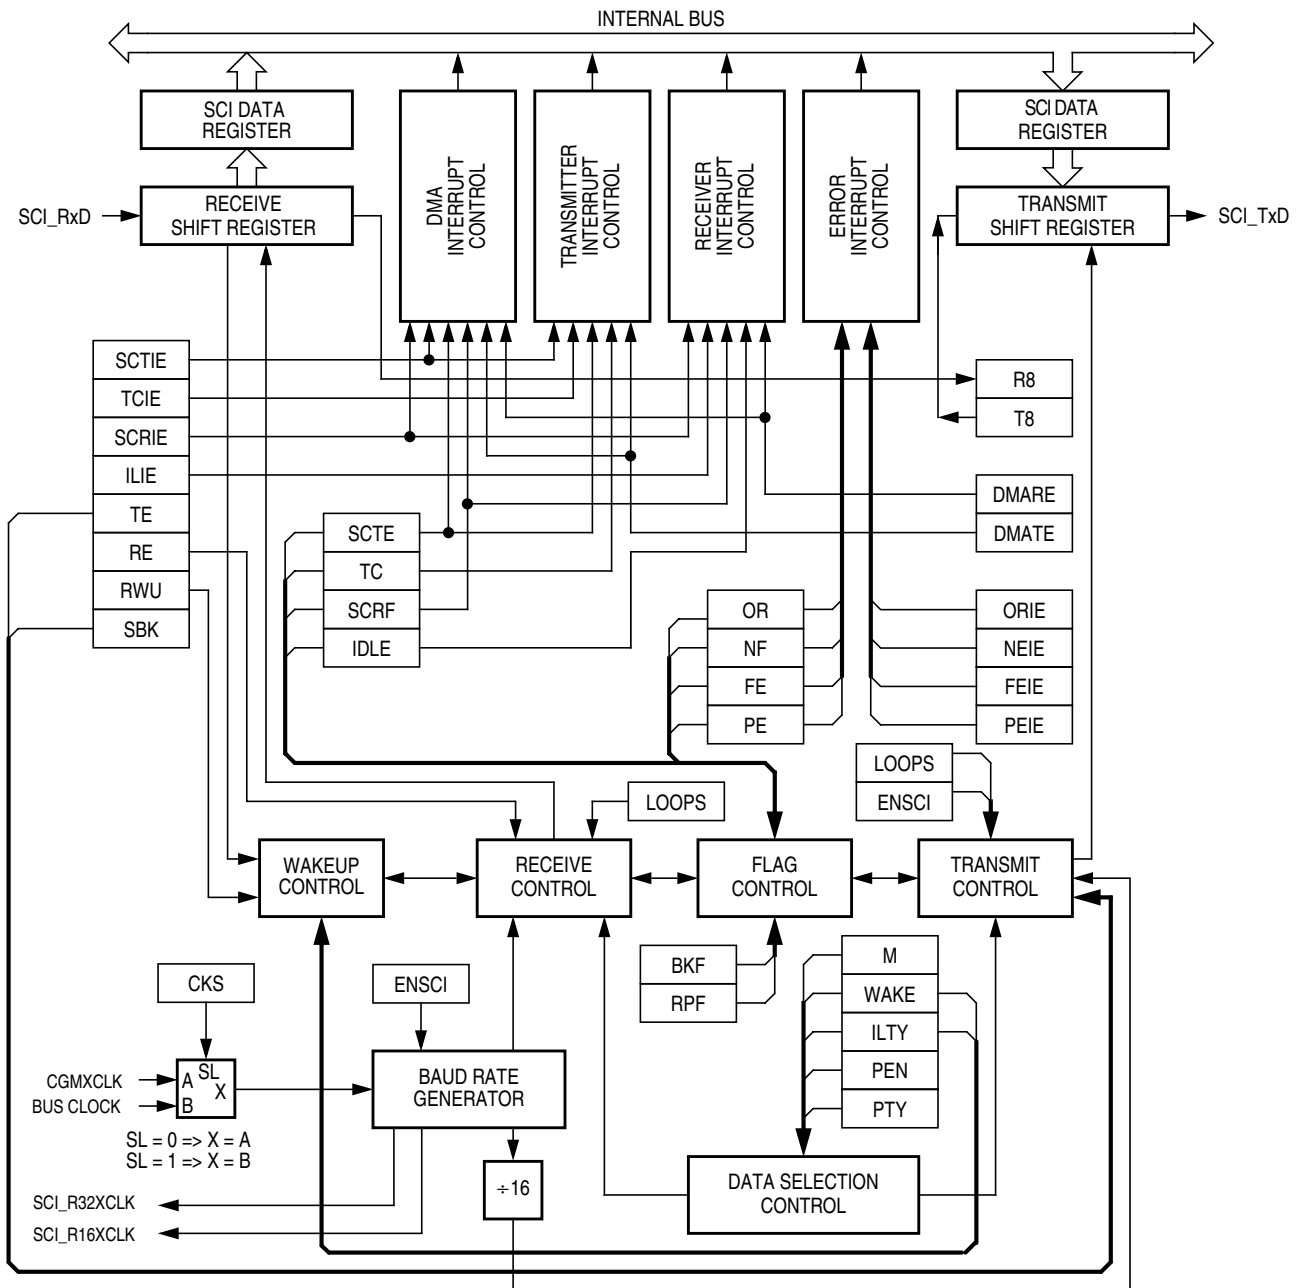 INTERNAL BUS
SCI DATA
REGISTER
SCI DATA
REGISTER
DMA
INTERRUPT
CONTROL
TRANSMITTER
INTERRUPT
CONTROL
RECEIVER
INTERRUPT
CONTROL
ERROR
INTERRUPT
CONTROL
SCI_RxD
RECEIVE
SHIFT REGISTER
TRANSMIT
SHIFT REGISTER
SCI_TxD
SCTIE
TCIE
SCRIE
ILIE
TE
RE
RWU
SBK
R8
T8
DMARE
DMATE
SCTE
TC
SCRF
IDLE
OR
NF
FE
PE
ORIE
NEIE
FEIE
PEIE
LOOPS
LOOPS
ENSCI
WAKEUP
CONTROL
RECEIVE
CONTROL
FLAG
CONTROL
TRANSMIT
CONTROL
BKF
RPF
M
WAKE
ILTY
PEN
PTY
CKS
ENSCI
CGMXCLK
BUS CLOCK
A
B
SL
X
SL = 0 => X = A
SL = 1 => X = B
BAUD RATE
GENERATOR
÷16
DATA SELECTION
CONTROL
SCI_R32XCLK
SCI_R16XCLK